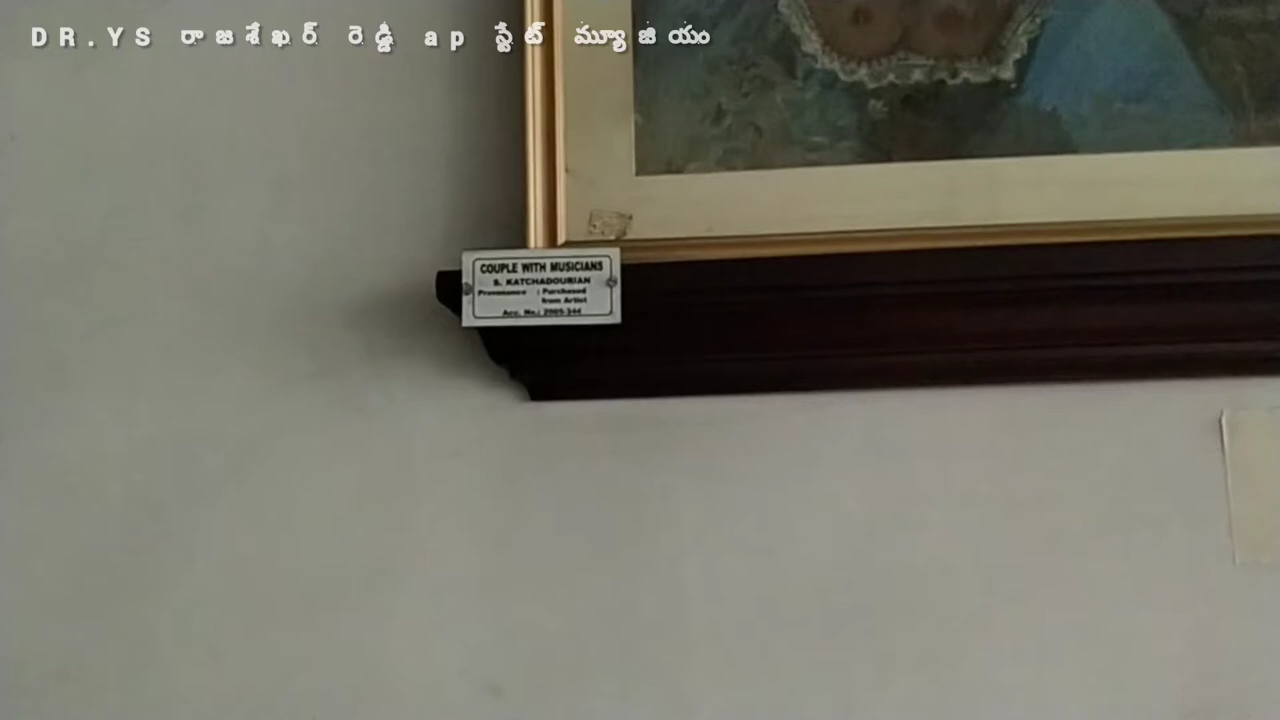 DR.YS రాజశేఖర్ రెడ్డి ap స్టేట్ మ్యూజియం
COUPLE WITH MUSICIANS
S. KATCHADOURIAN
Provenance : Purchased
from Artist
Acc. No.: 2005-344